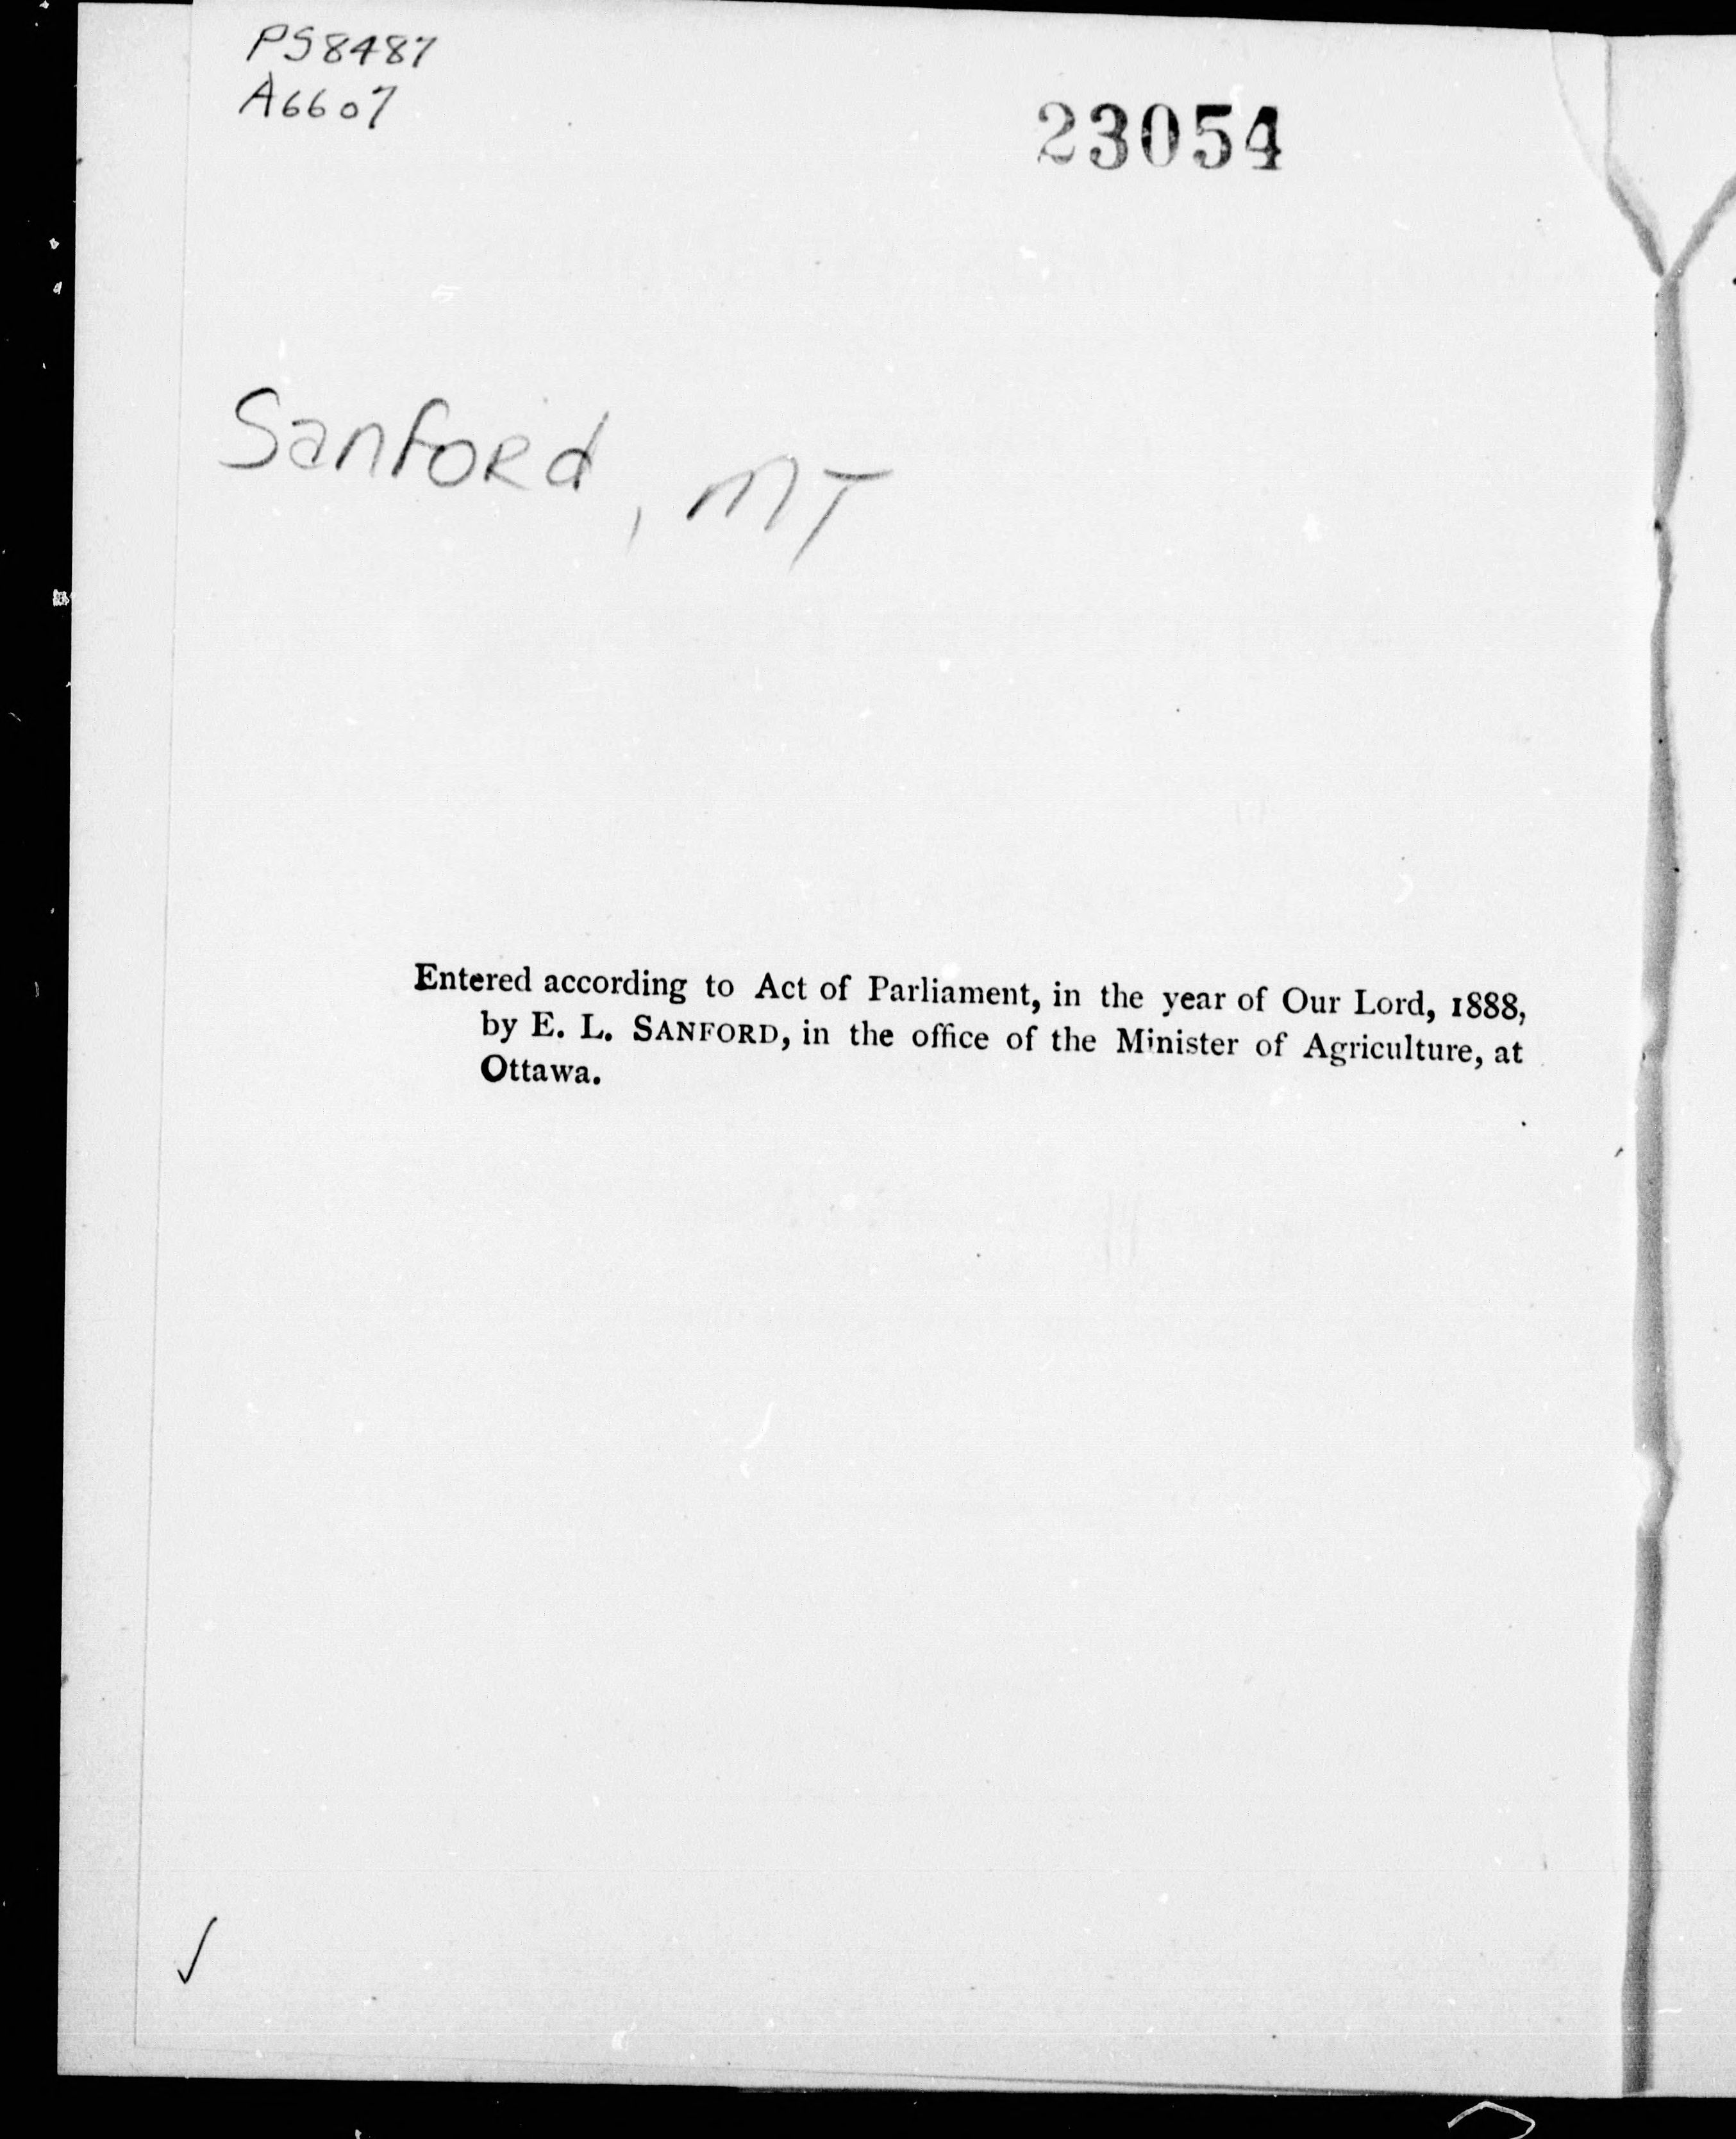 PS8487
A6607
23054
Sanford, MT
Entered according to Act of Parliament, in the year of Our Lord, 1888,
by E. L. SANFORD, in the office of the Minister of Agriculture, at
Ottawa.